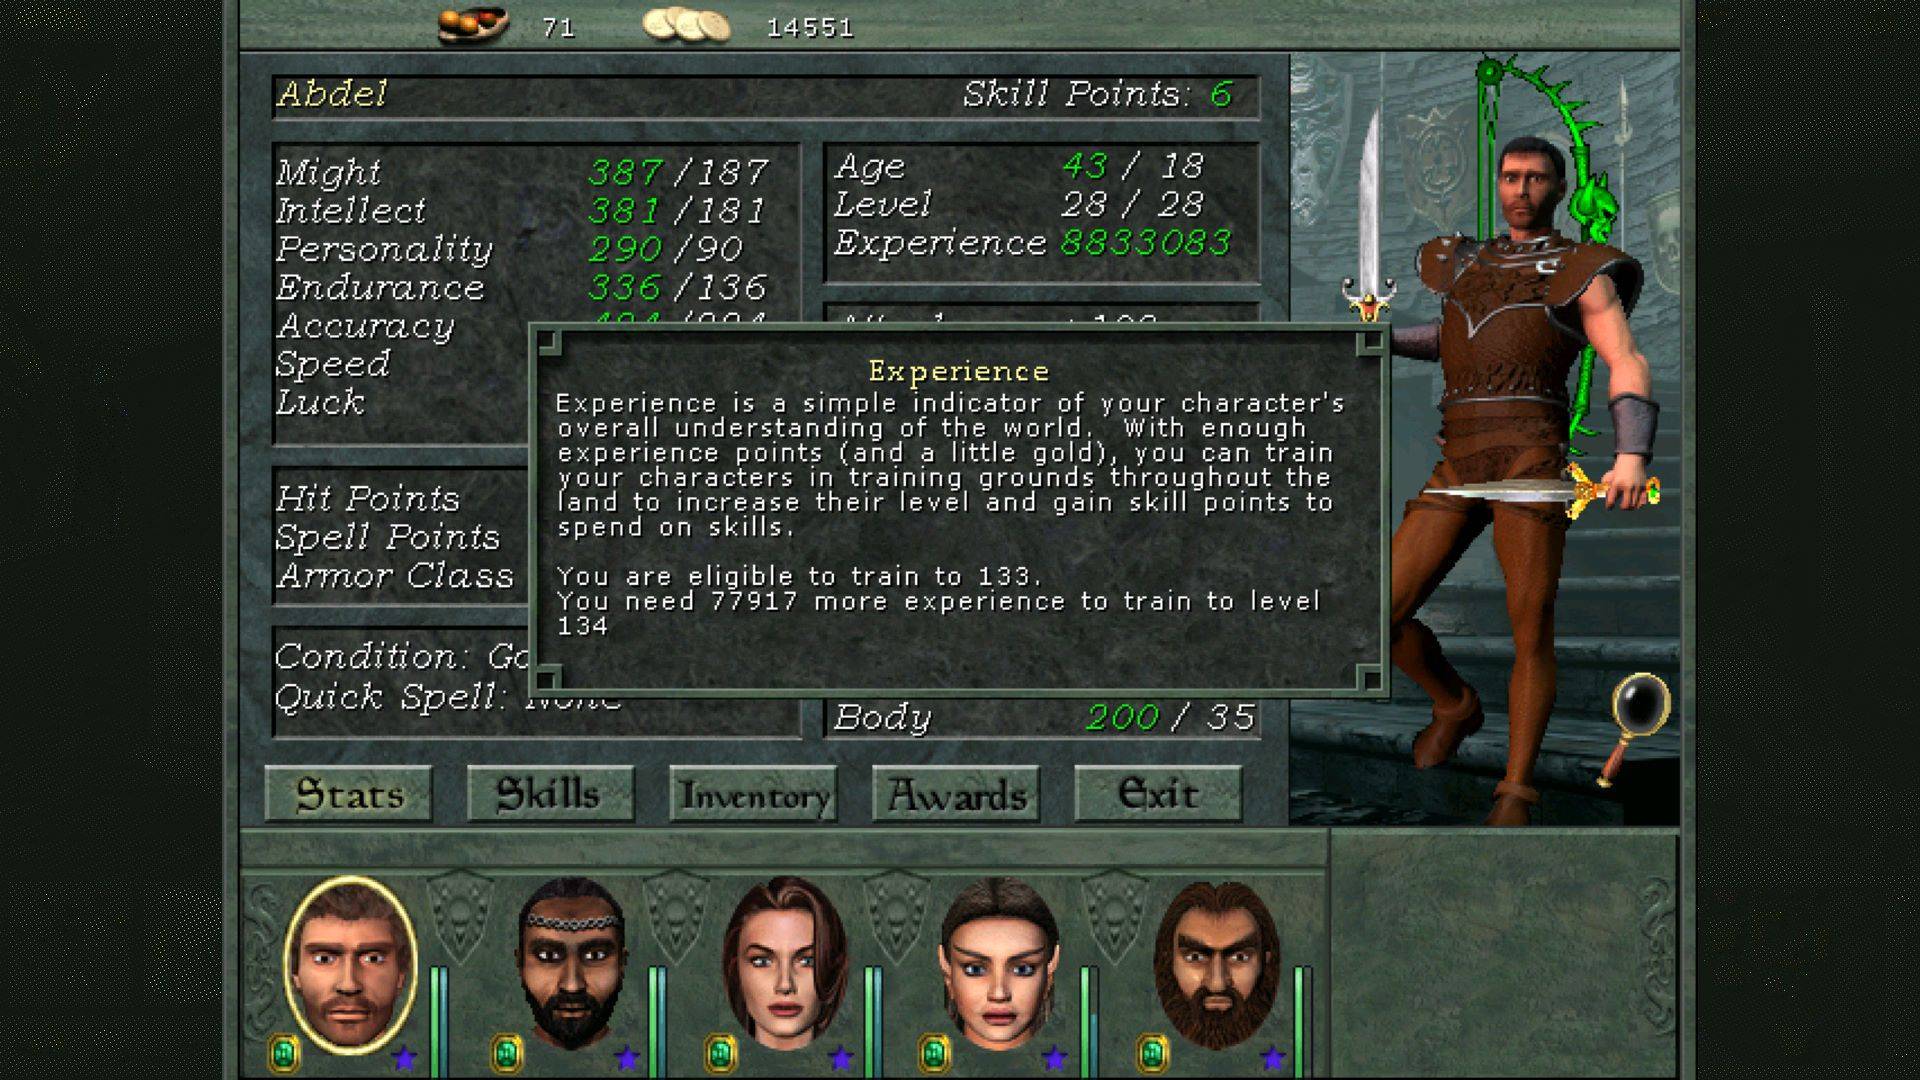 71 14551
Abdel Skill Points: 6
Might 387 / 187
Intellect 381 / 181
Personality 290 / 90
Endurance 336 / 136
Accuracy
Speed
Luck
Age 43 / 18
Level 28 / 28
Experience 8833083
Experience
Experience is a simple indicator of your character's
overall understanding of the world. With enough
experience points (and a little gold), you can train
your characters in training grounds throughout the
land to increase their level and gain skill points to
spend on skills.
You are eligible to train to 133.
You need 77917 more experience to train to level
134
Hit Points
Spell Points
Armor Class
Condition:
Quick Spell: None
Body 200 / 35
Stats Skills Inventory Awards Exit